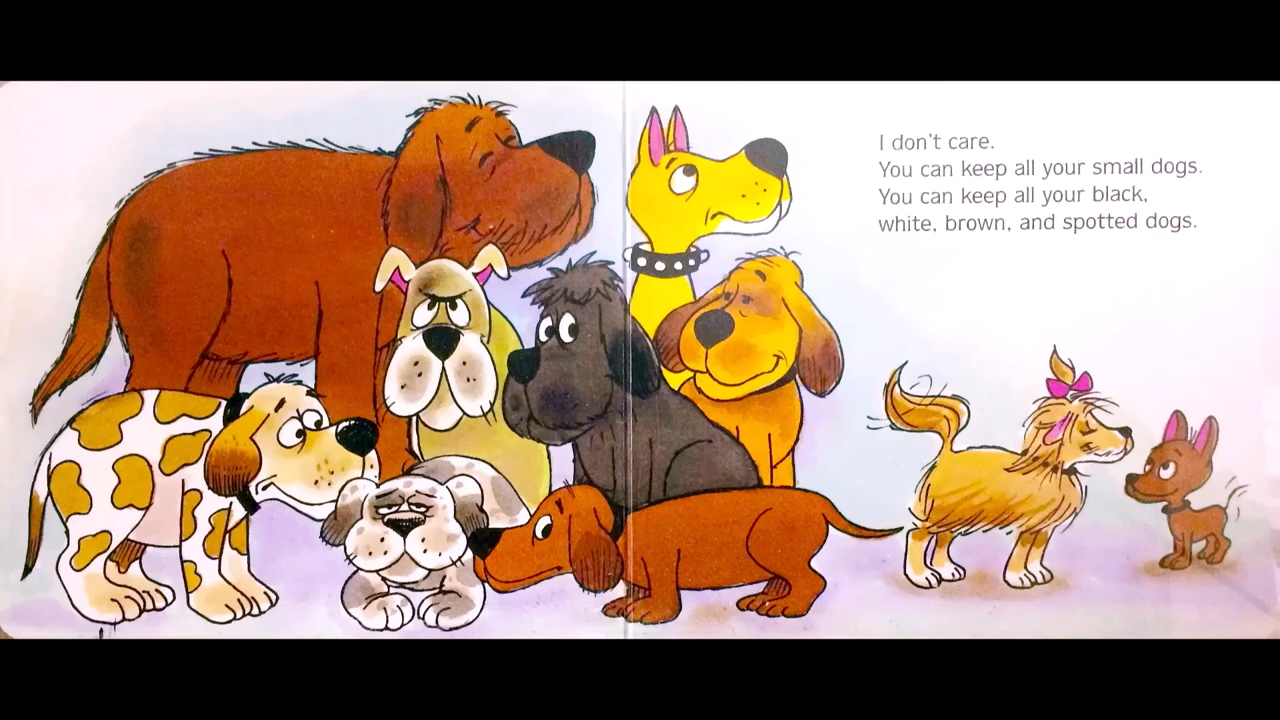 I don't care.
You can keep all your small dogs.
You can keep all your black,
white, brown, and spotted dogs.